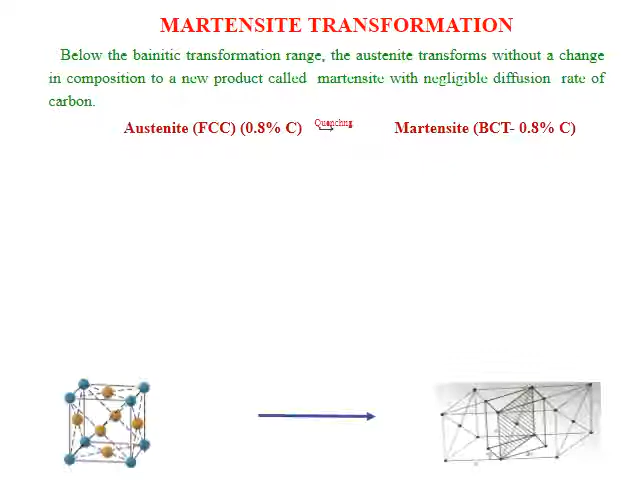 MARTENSITE TRANSFORMATION
Below the bainitic transformation range, the austenite transforms without a change
in composition to a new product called martensite with negligible diffusion rate of
carbon.
Quenching
Austenite (FCC) (0.8% C) → Martensite (BCT- 0.8% C)